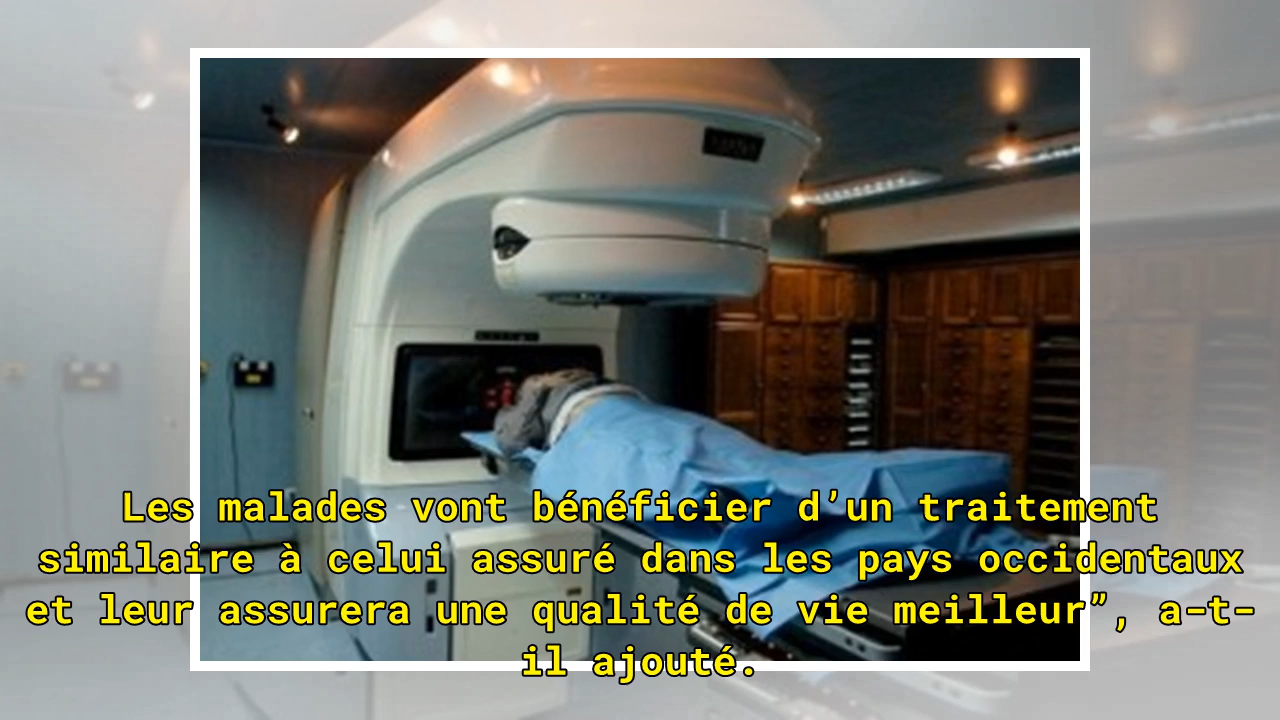 Les malades vont bénéficier d’un traitement
similaire à celui assuré dans les pays occidentaux
et leur assurera une qualité de vie meilleur”, a-t-
il ajouté.